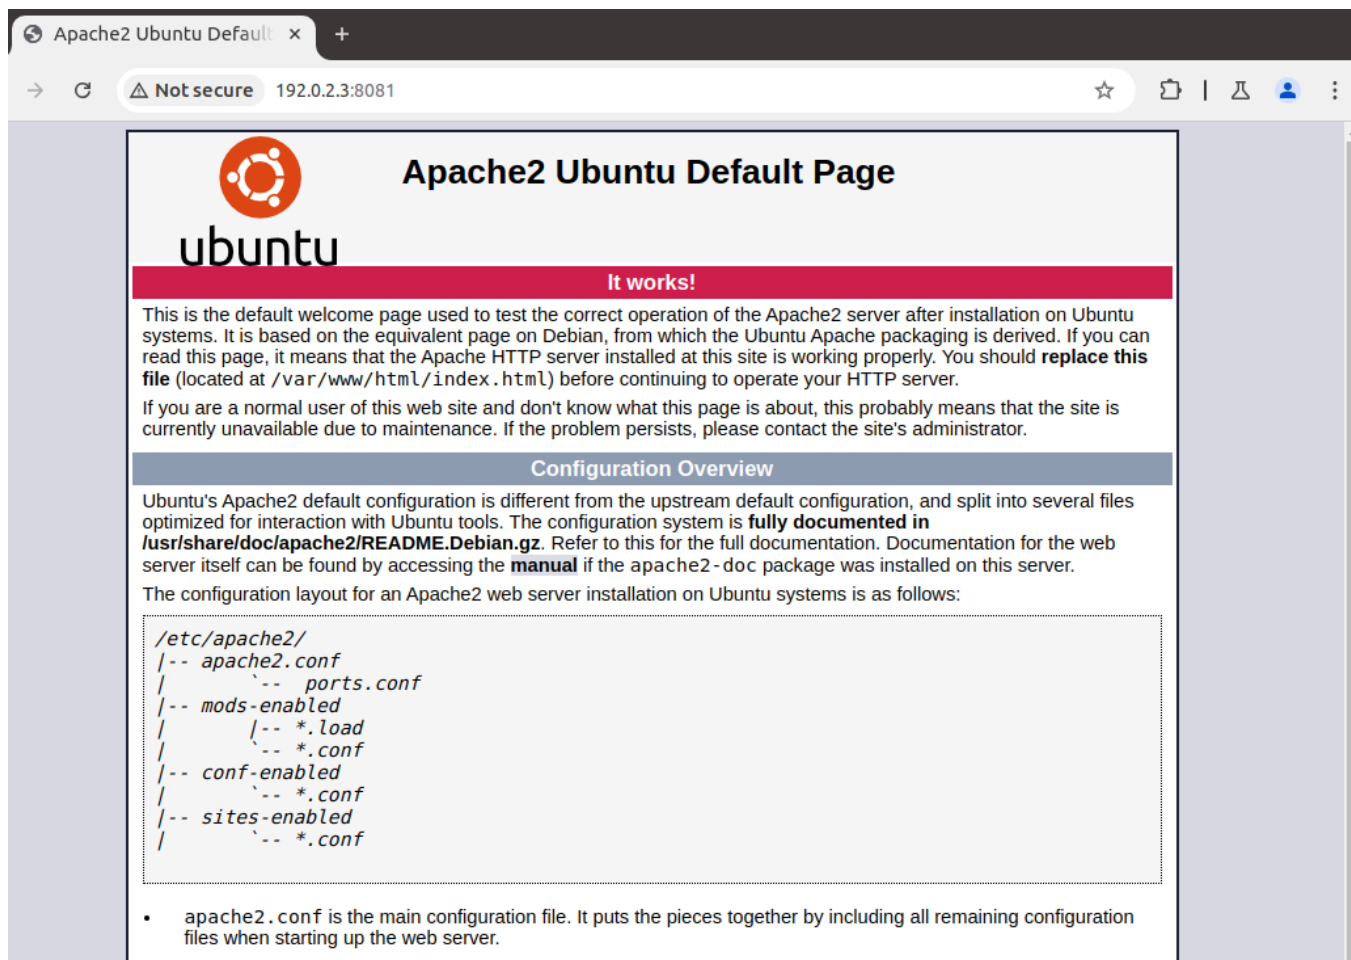 Apache2 Ubuntu Default
Not secure 192.0.2.3:8081
ubuntu
Apache2 Ubuntu Default Page
It works!
This is the default welcome page used to test the correct operation of the Apache2 server after installation on Ubuntu
systems. It is based on the equivalent page on Debian, from which the Ubuntu Apache packaging is derived. If you can
read this page, it means that the Apache HTTP server installed at this site is working properly. You should replace this
file (located at /var/www/html/index.html) before continuing to operate your HTTP server.
If you are a normal user of this web site and don't know what this page is about, this probably means that the site is
currently unavailable due to maintenance. If the problem persists, please contact the site's administrator.
Configuration Overview
Ubuntu's Apache2 default configuration is different from the upstream default configuration, and split into several files
optimized for interaction with Ubuntu tools. The configuration system is fully documented in
/usr/share/doc/apache2/README.Debian.gz. Refer to this for the full documentation. Documentation for the web
server itself can be found by accessing the manual if the apache2-doc package was installed on this server.
The configuration layout for an Apache2 web server installation on Ubuntu systems is as follows:
/etc/apache2/
|-- apache2.conf
|       `--  ports.conf
|-- mods-enabled
|       |-- *.load
|       `-- *.conf
|-- conf-enabled
|       `-- *.conf
|-- sites-enabled
|       `-- *.conf
• apache2.conf is the main configuration file. It puts the pieces together by including all remaining configuration
files when starting up the web server.